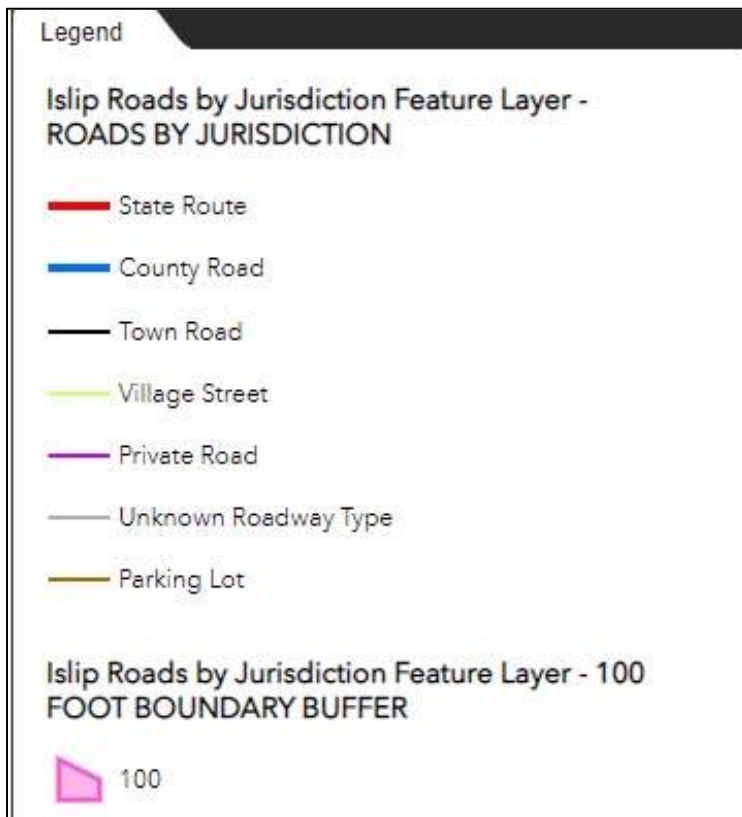 Legend
Islip Roads by Jurisdiction Feature Layer -
ROADS BY JURISDICTION
State Route
County Road
Town Road
Village Street
Private Road
Unknown Roadway Type
Parking Lot
Islip Roads by Jurisdiction Feature Layer - 100
FOOT BOUNDARY BUFFER
100